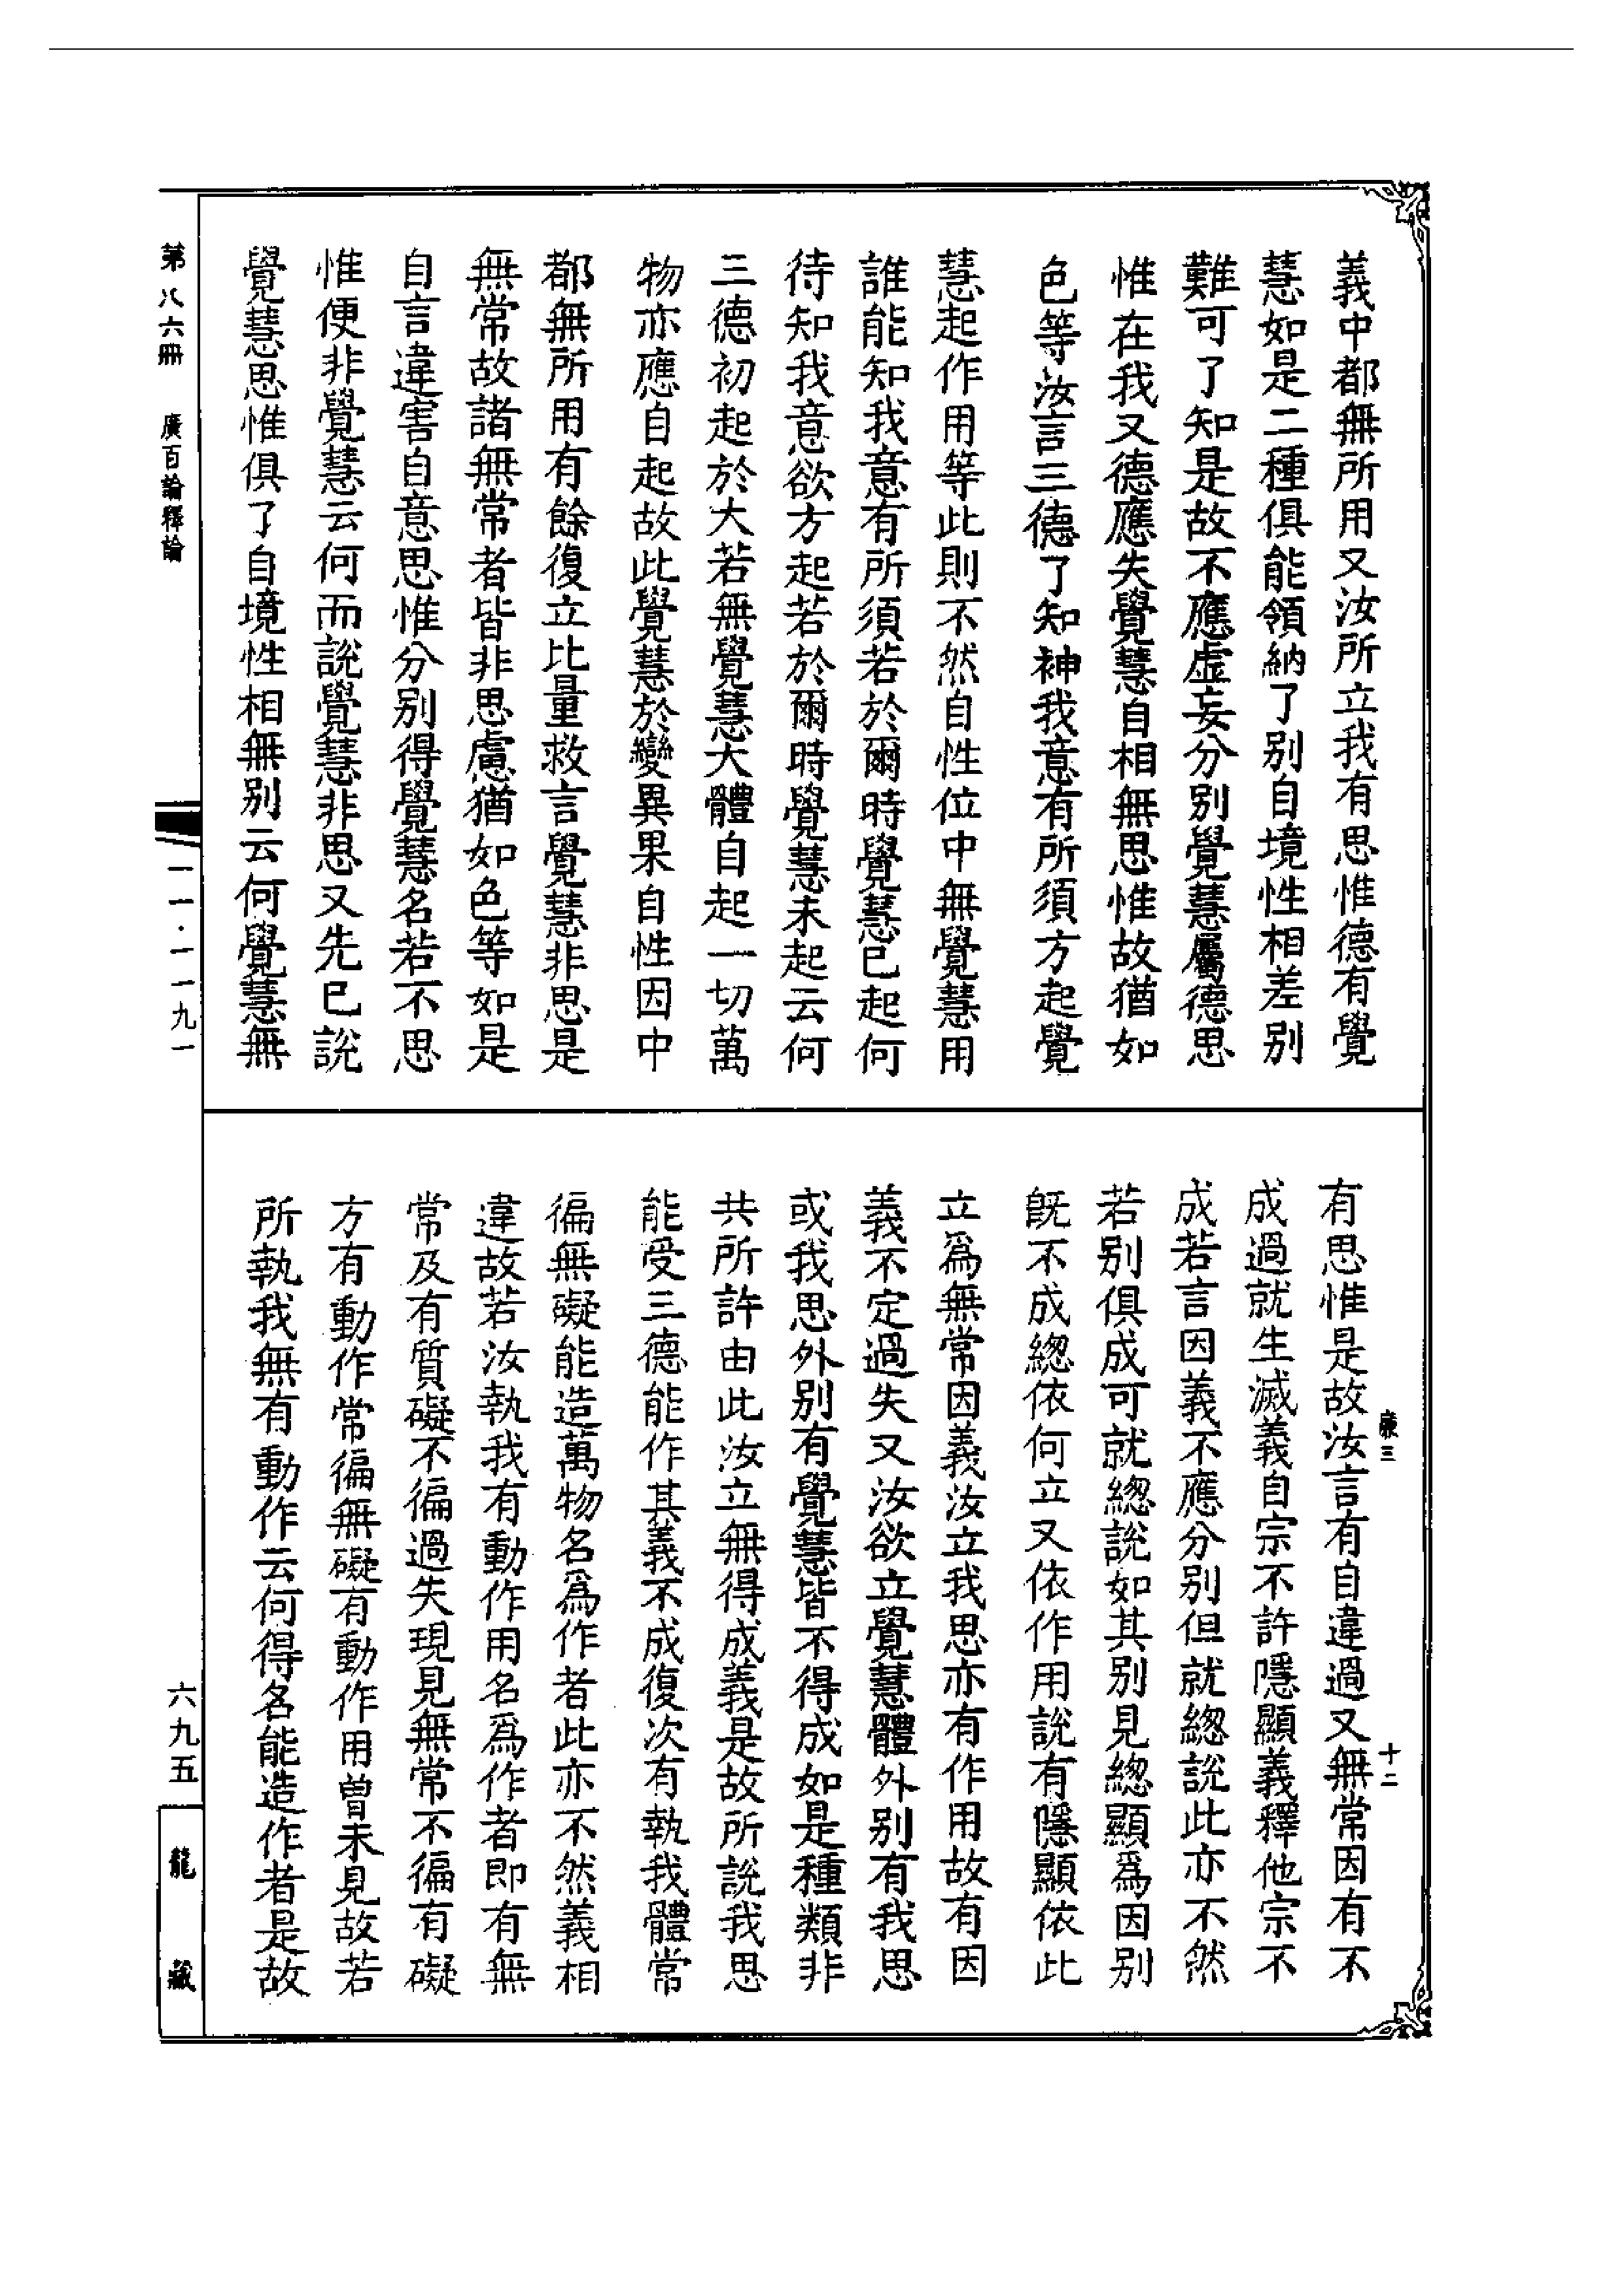 義中都無所用又汝所立我有思惟德有覺
慧如是二種俱能領納了別自境性相差別
難可了知是故不應虛妄分別覺慧屬德思
惟在我又德應失覺慧自相無思惟故猶如
色等汝言三德了知神我意有所須方起覺
慧起作用等此則不然自性位中無覺慧用
誰能知我意有所須若於爾時覺慧已起何
待知我意欲方起若於爾時覺慧未起云何
三德初起於大若無覺慧大體自起一切萬
物亦應自起故此覺慧於變異果自性因中
都無所用有餘復立比量救言覺慧非思是
無常故諸無常者皆非思慮猶如色等如是
自言違害自意思惟分別得覺慧名若不思
惟便非覺慧云何而說覺慧非思又先已說
覺慧思惟俱了自境性相無別云何覺慧無
有思惟是故汝言有自違過又無常因有不
成過就生滅義自宗不許隱顯義釋他宗不
成若言因義不應分別但就總說此亦不然
若別俱成可就總說如其別見總顯為因別
既不成總依何立又依作用說有隱顯依此
立為無常因義汝立我思亦有作用故有因
義不定過失又汝欲立覺慧體外別有我思
或我思外別有覺慧皆不得成如是種類非
共所許由此汝立無得成義是故所說我思
能受三德能作其義不成復次有執我體常
徧無礙能造萬物名為作者此亦不然義相
違故若汝執我有動作用名為作者即有無
常及有質礙不徧過失現見無常不徧有礙
方有動作常徧無礙有動作用曾未見故若
所執我無有動作云何得名能造作者是故
十二
第八六冊 廣百論釋論
一一·一一九一
六九五
龍藏